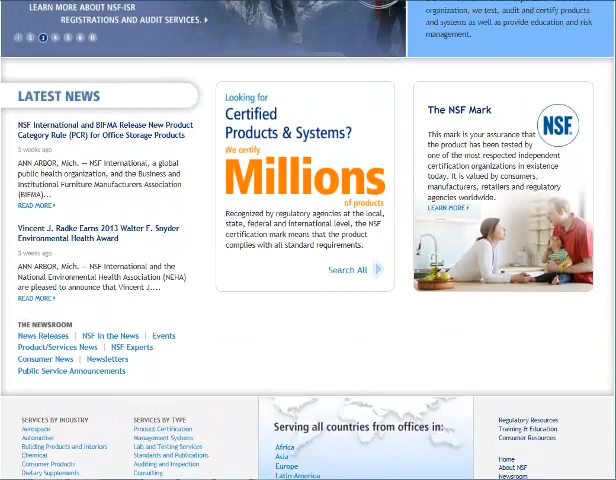 LEARN MORE ABOUT NSF-ISR
REGISTRATIONS AND AUDIT SERVICES.
1 2 3 4 5 6
organization, we test, audit and certify products
and systems as well as provide education and risk
management.
LATEST NEWS
NSF International and BIFMA Release New Product
Category Rule (PCR) for Office Storage Products
3 weeks ago
ANN ARBOR, Mich. — NSF International, a global
public health organization, and the Business and
Institutional Furniture Manufacturers Association
(BIFMA)...
READ MORE
Vincent J. Radke Earns 2013 Walter F. Snyder
Environmental Health Award
3 weeks ago
ANN ARBOR, Mich. — NSF International and the
National Environmental Health Association (NEHA)
are pleased to announce that Vincent J....
READ MORE
THE NEWSROOM
News Releases | NSF in the News | Events
Product/Services News | NSF Experts
Consumer News | Newsletters
Public Service Announcements
Looking for
Certified
Products & Systems?
We certify
Millions
of products
Recognized by regulatory agencies at the local,
state, federal and international level, the NSF
certification mark means that the product
complies with all standard requirements.
Search All
The NSF Mark
NSF
This mark is your assurance that
the product has been tested by
one of the most respected independent
certification organizations in existence
today. It is valued by consumers,
manufacturers, retailers and regulatory
agencies worldwide.
LEARN MORE
SERVICES BY INDUSTRY
Aerospace
Automotive
Building Products and Interiors
Chemical
Consumer Products
Dietary Supplements
SERVICES BY TYPE
Product Certification
Management Systems
Lab and Testing Services
Standards and Publications
Auditing and Inspection
Consulting
Serving all countries from offices in:
Africa
Asia
Europe
Latin America
Regulatory Resources
Training & Education
Consumer Resources
Home
About NSF
Newsroom